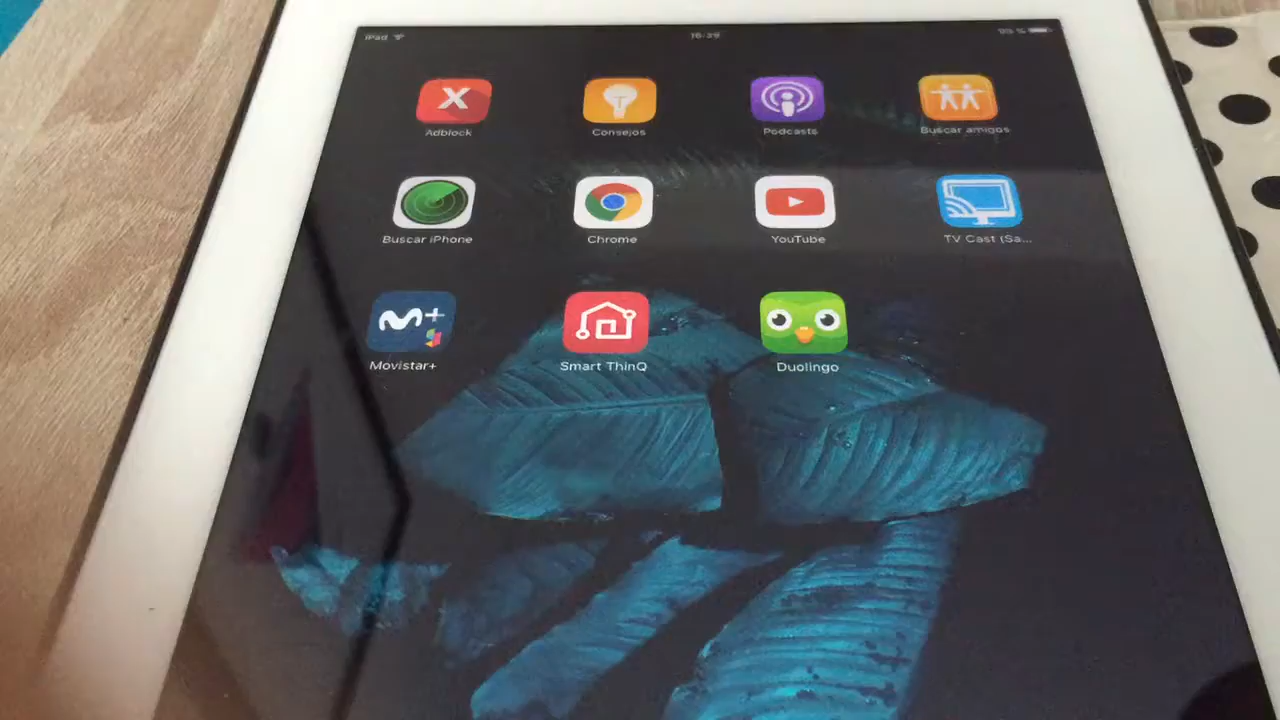 iPad 16:39 95 %
Adblock Consejos Podcasts Buscar amigos
Buscar iPhone Chrome YouTube TV Cast (Sa...
M+
Movistar+ Smart ThinQ Duolingo